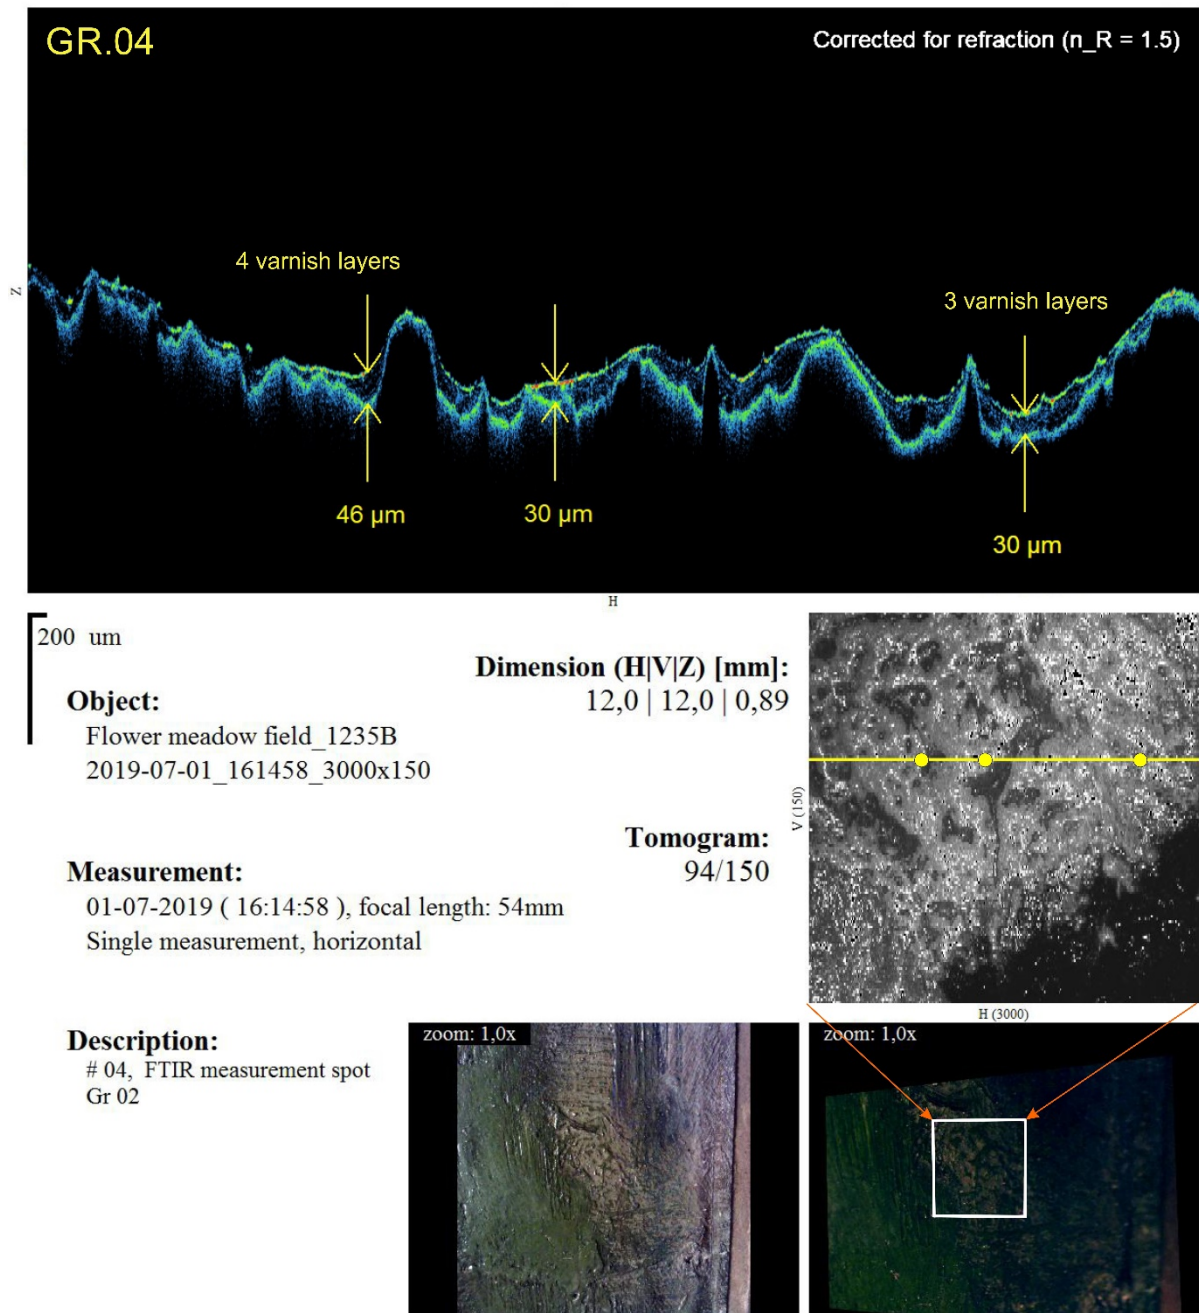 GR.04
Corrected for refraction (n_R = 1.5)
4 varnish layers
3 varnish layers
Z
46 µm
30 µm
30 µm
H
200 um
Dimension (H|V|Z) [mm]:
12,0 | 12,0 | 0,89
Object:
Flower meadow field_1235B
2019-07-01_161458_3000x150
V (150)
Tomogram:
94/150
Measurement:
01-07-2019 ( 16:14:58 ), focal length: 54mm
Single measurement, horizontal
H (3000)
Description:
# 04, FTIR measurement spot
Gr 02
zoom: 1,0x
zoom: 1,0x